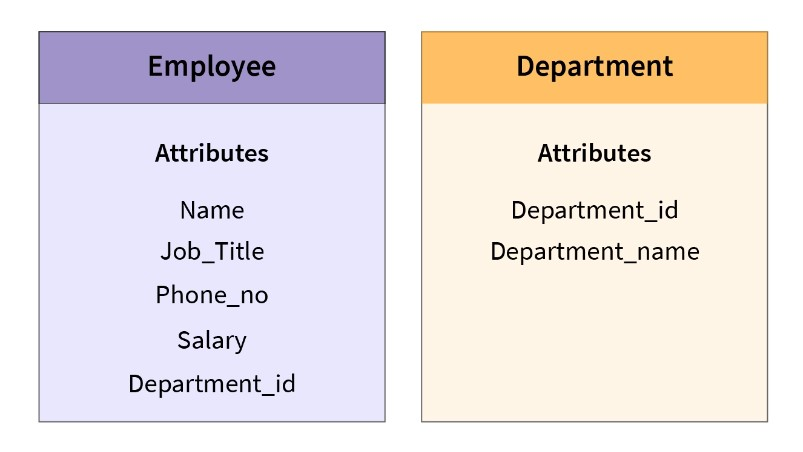 Employee
Attributes
Name
Job_Title
Phone_no
Salary
Department_id
Department
Attributes
Department_id
Department_name